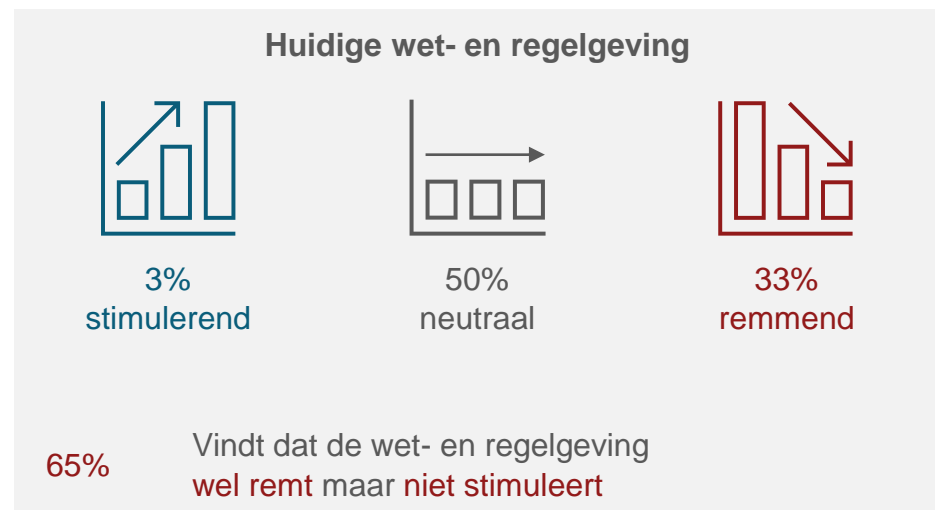 Huidige wet- en regelgeving
3%
stimulerend
50%
neutraal
33%
remmend
65%
Vindt dat de wet- en regelgeving
wel remt maar niet stimuleert